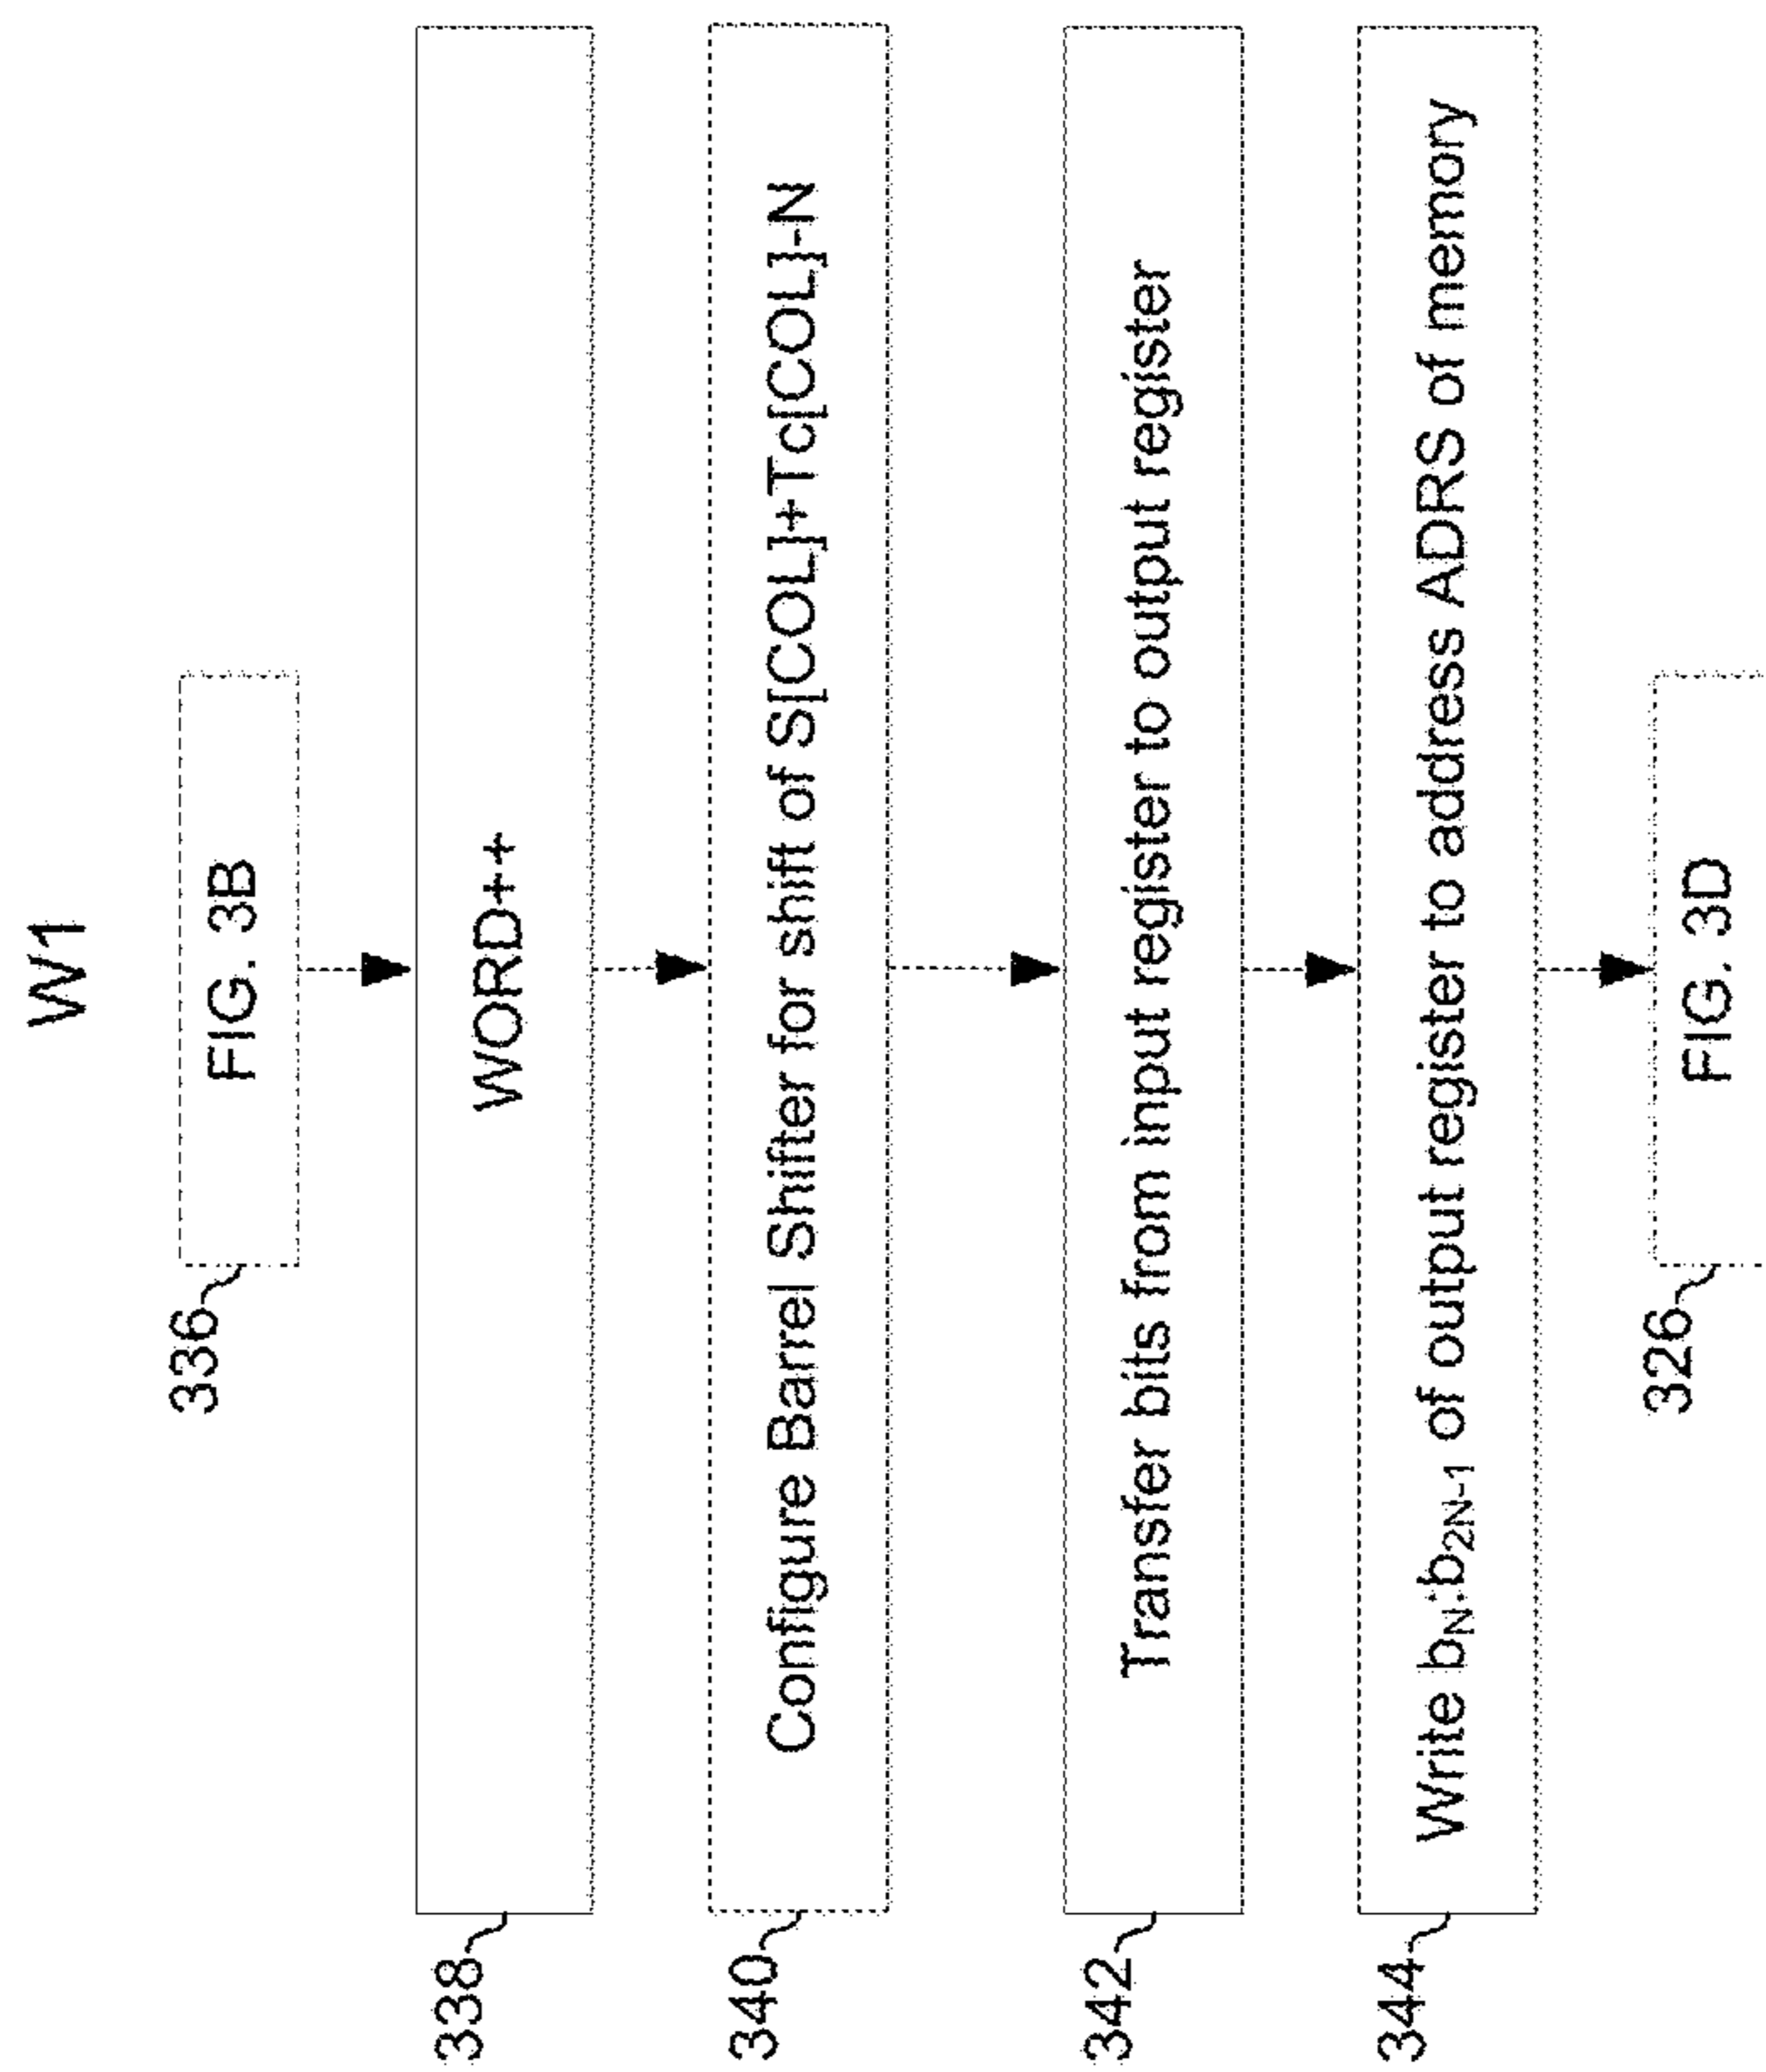 W1
336
FIG. 3B
338
WORD++
340
Configure Barrel Shifter for shift of S[COL]+Tc[COL]-N
342
Transfer bits from input register to output register
344
Write bN:b2N-1 of output register to address ADRS of memory
326
FIG. 3D